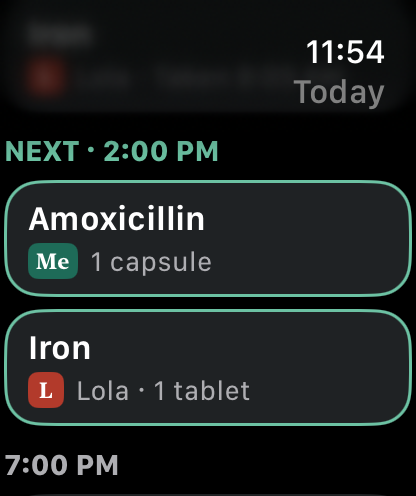 11:54
Today
NEXT · 2:00 PM
Amoxicillin
Me 1 capsule
Iron
L Lola · 1 tablet
7:00 PM